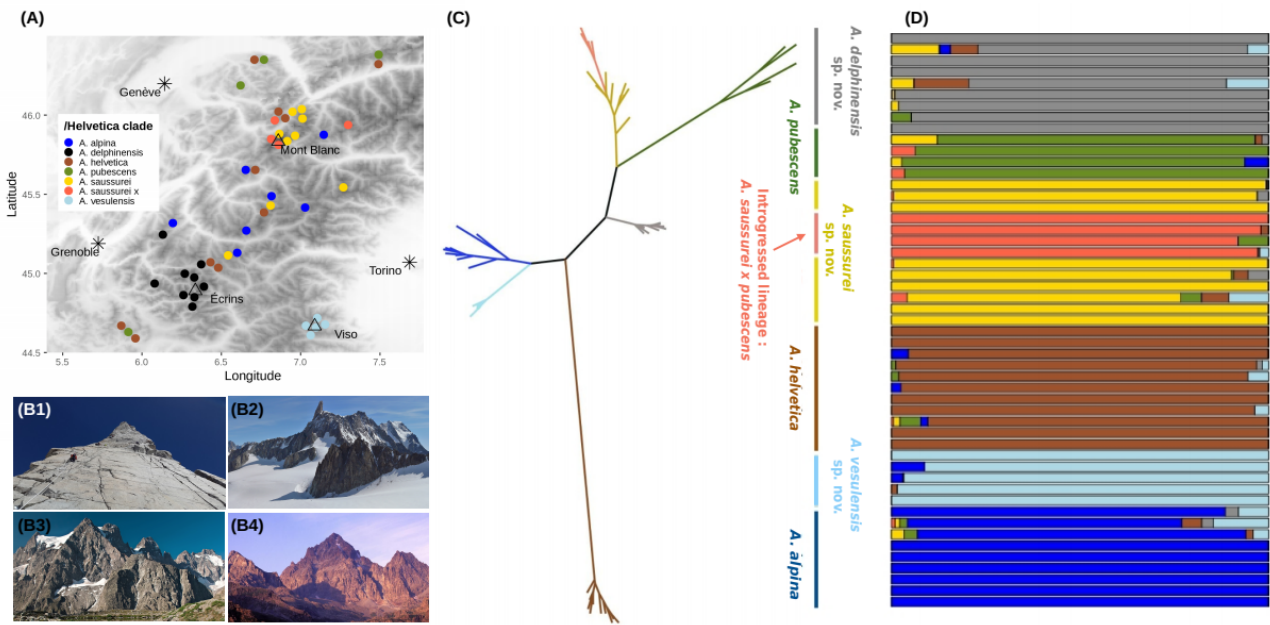 (A)
46.0
45.5
45.0
44.5
Latitude
5.5
6.0
6.5
7.0
7.5
Longitude
Genève
/Helvetica clade
A. alpina
A. delphinensis
A. helvetica
A. pubescens
A. saussurei
A. saussurei x
A. vesulensis
Mont Blanc
Grenoble
Torino
Écrins
Viso
(B1)
(B2)
(B3)
(B4)
(C)
A. delphinensis
sp. nov.
A. pubescens
A. saussurei
sp. nov.
Introgressed lineage :
A. saussurei x pubescens
A. helvetica
A. vesulensis
sp. nov.
A. alpina
(D)